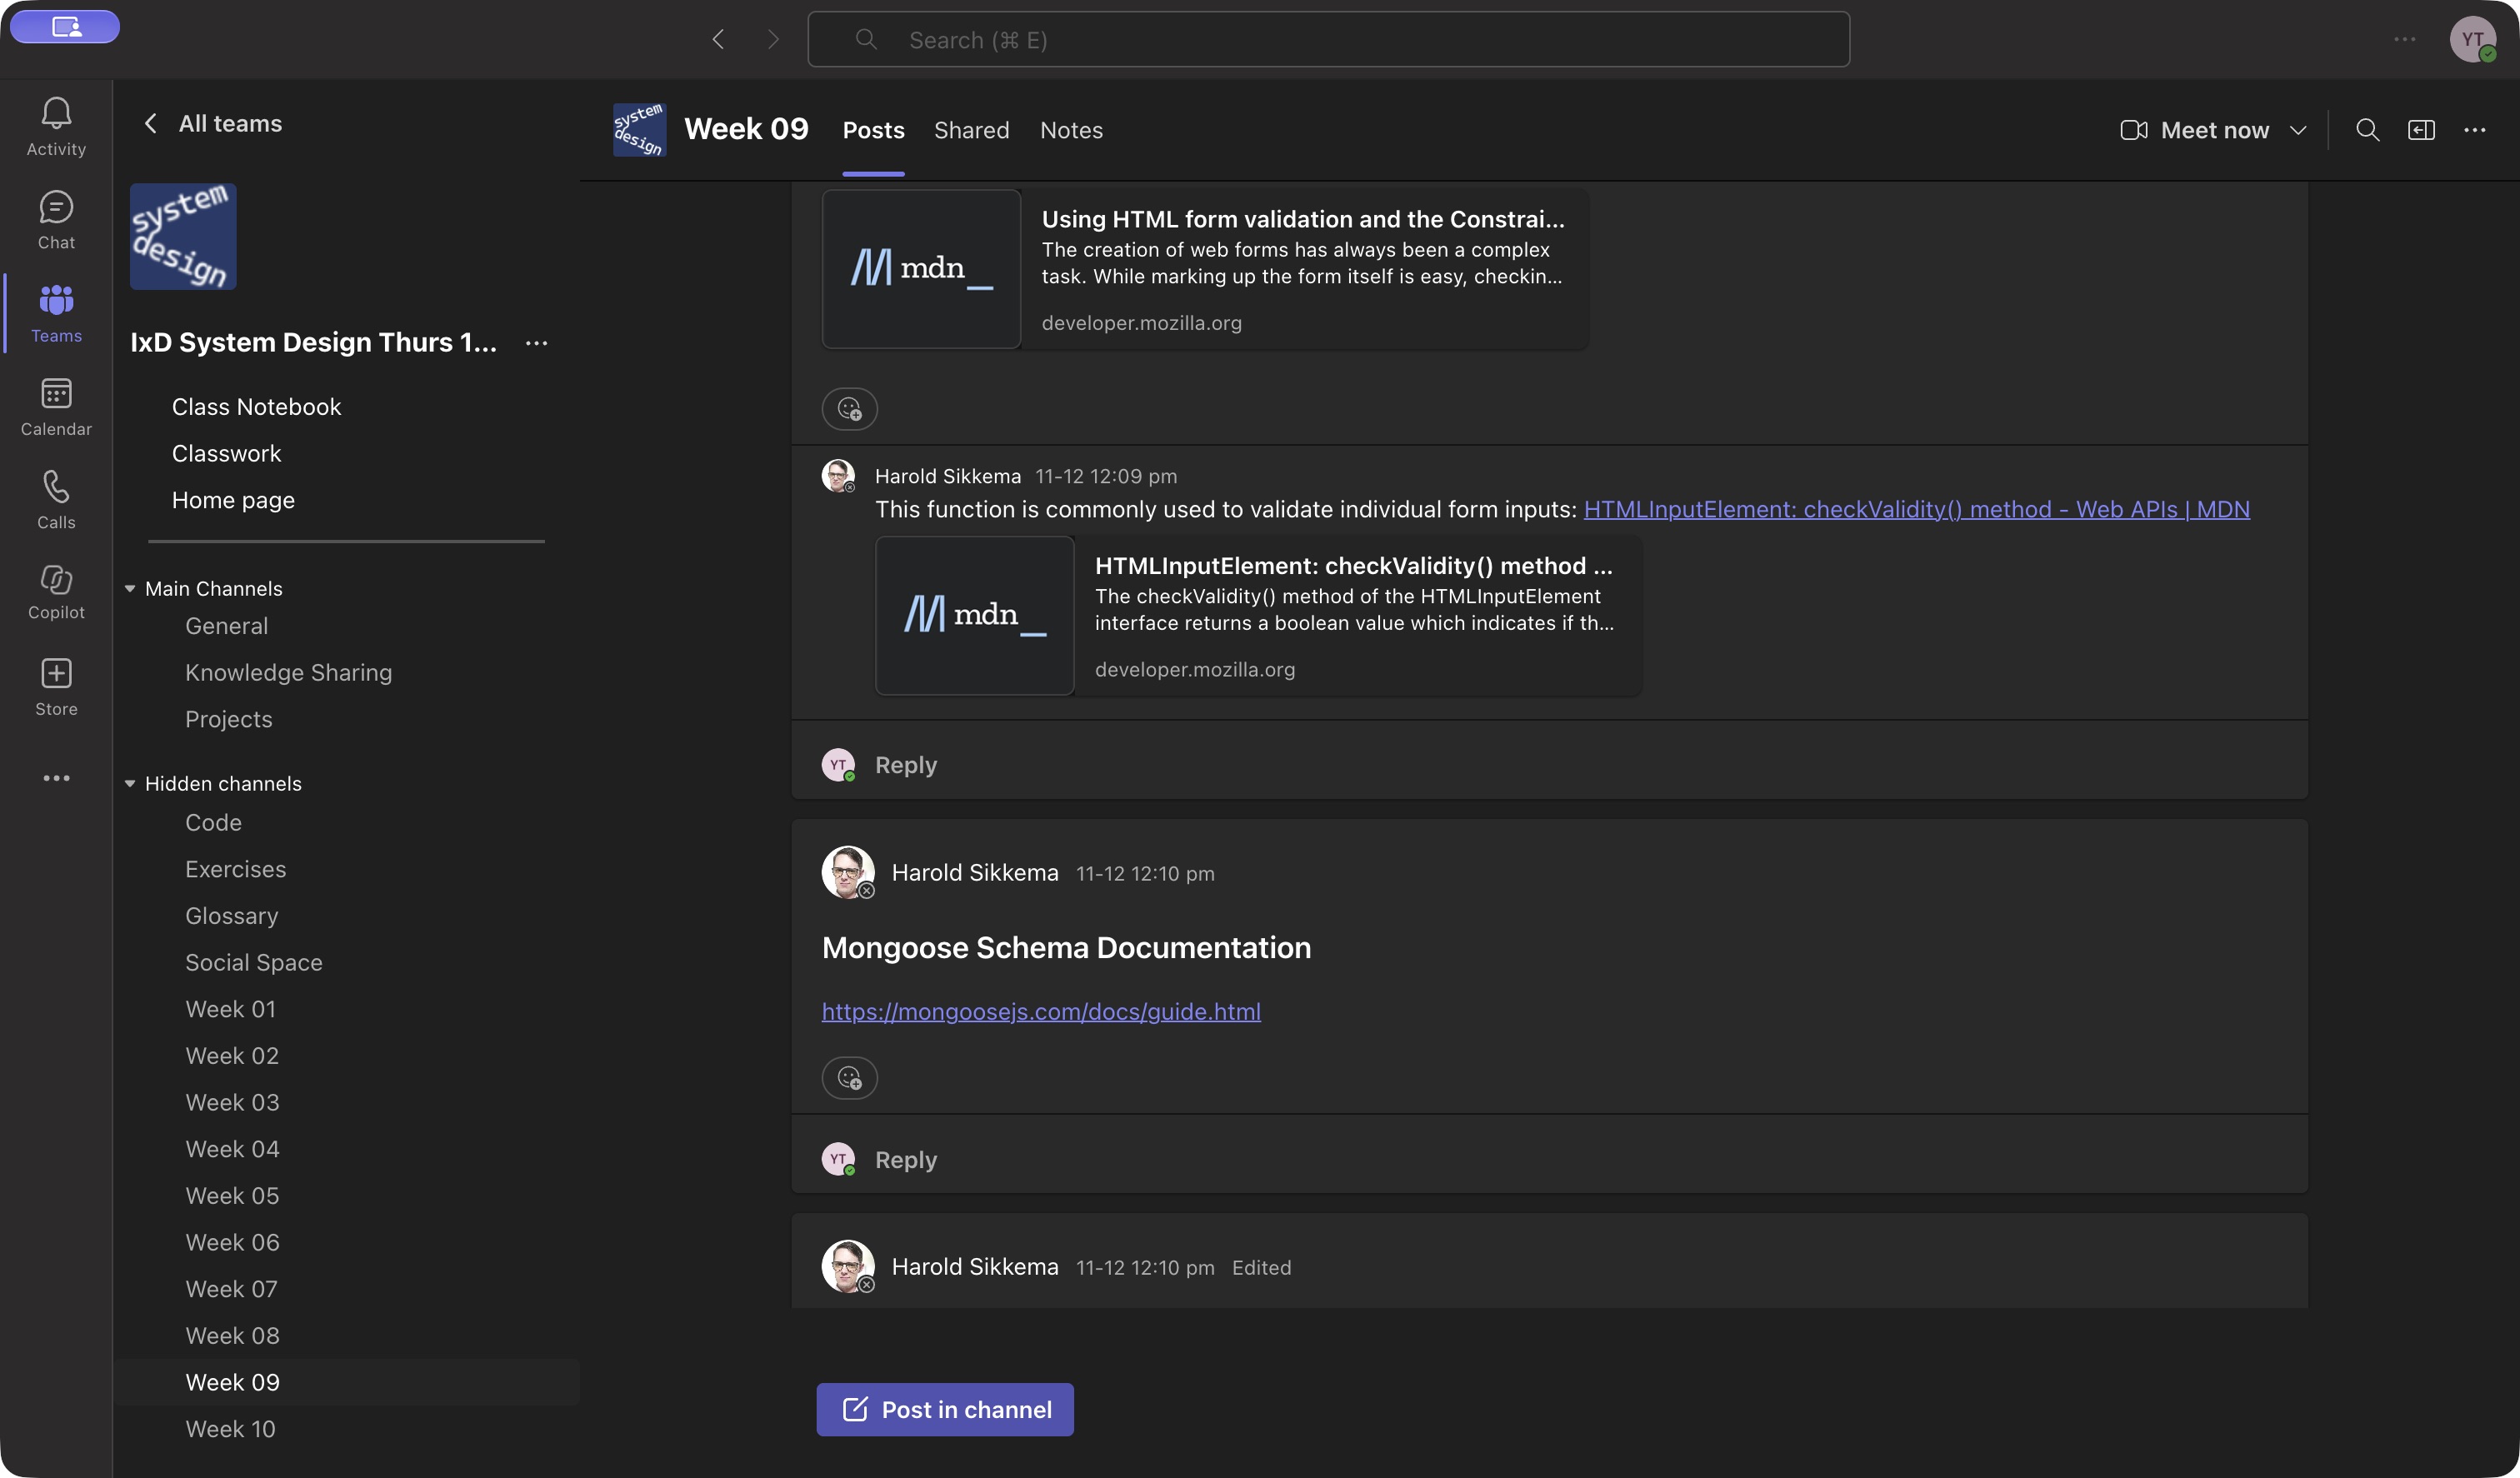 Search (⌘ E)
YT
Activity
Chat
Teams
Calendar
Calls
Copilot
Store
All teams
system
design
IxD System Design Thurs 1...
Class Notebook
Classwork
Home page
Main Channels
General
Knowledge Sharing
Projects
Hidden channels
Code
Exercises
Glossary
Social Space
Week 01
Week 02
Week 03
Week 04
Week 05
Week 06
Week 07
Week 08
Week 09
Week 10
system
design
Week 09
Posts
Shared
Notes
Meet now
mdn_
Using HTML form validation and the Constrai...
The creation of web forms has always been a complex
task. While marking up the form itself is easy, checkin...
developer.mozilla.org
Harold Sikkema 11-12 12:09 pm
This function is commonly used to validate individual form inputs: HTMLInputElement: checkValidity() method - Web APIs | MDN
mdn_
HTMLInputElement: checkValidity() method ...
The checkValidity() method of the HTMLInputElement
interface returns a boolean value which indicates if th...
developer.mozilla.org
YT Reply
Harold Sikkema 11-12 12:10 pm
Mongoose Schema Documentation
https://mongoosejs.com/docs/guide.html
YT Reply
Harold Sikkema 11-12 12:10 pm Edited
Post in channel